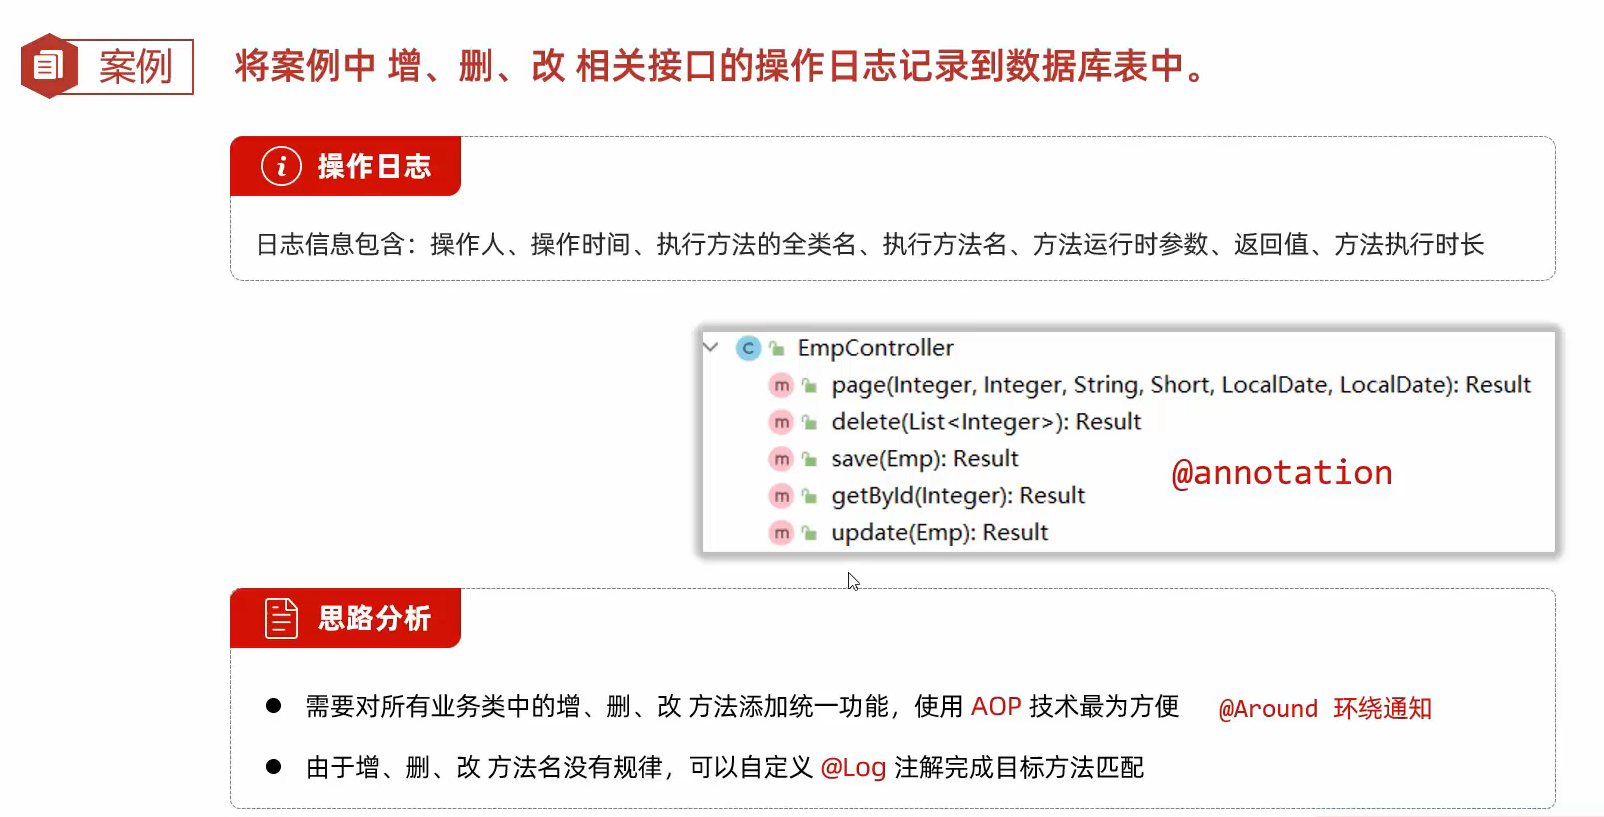 案例
将案例中 增、删、改 相关接口的操作日志记录到数据库表中。
i 操作日志
日志信息包含：操作人、操作时间、执行方法的全类名、执行方法名、方法运行时参数、返回值、方法执行时长
C EmpController
m page(Integer, Integer, String, Short, LocalDate, LocalDate): Result
m delete(List<Integer>): Result
m save(Emp): Result
@annotation
m getById(Integer): Result
m update(Emp): Result
思路分析
● 需要对所有业务类中的增、删、改 方法添加统一功能，使用 AOP 技术最为方便 @Around 环绕通知
● 由于增、删、改 方法名没有规律，可以自定义 @Log 注解完成目标方法匹配